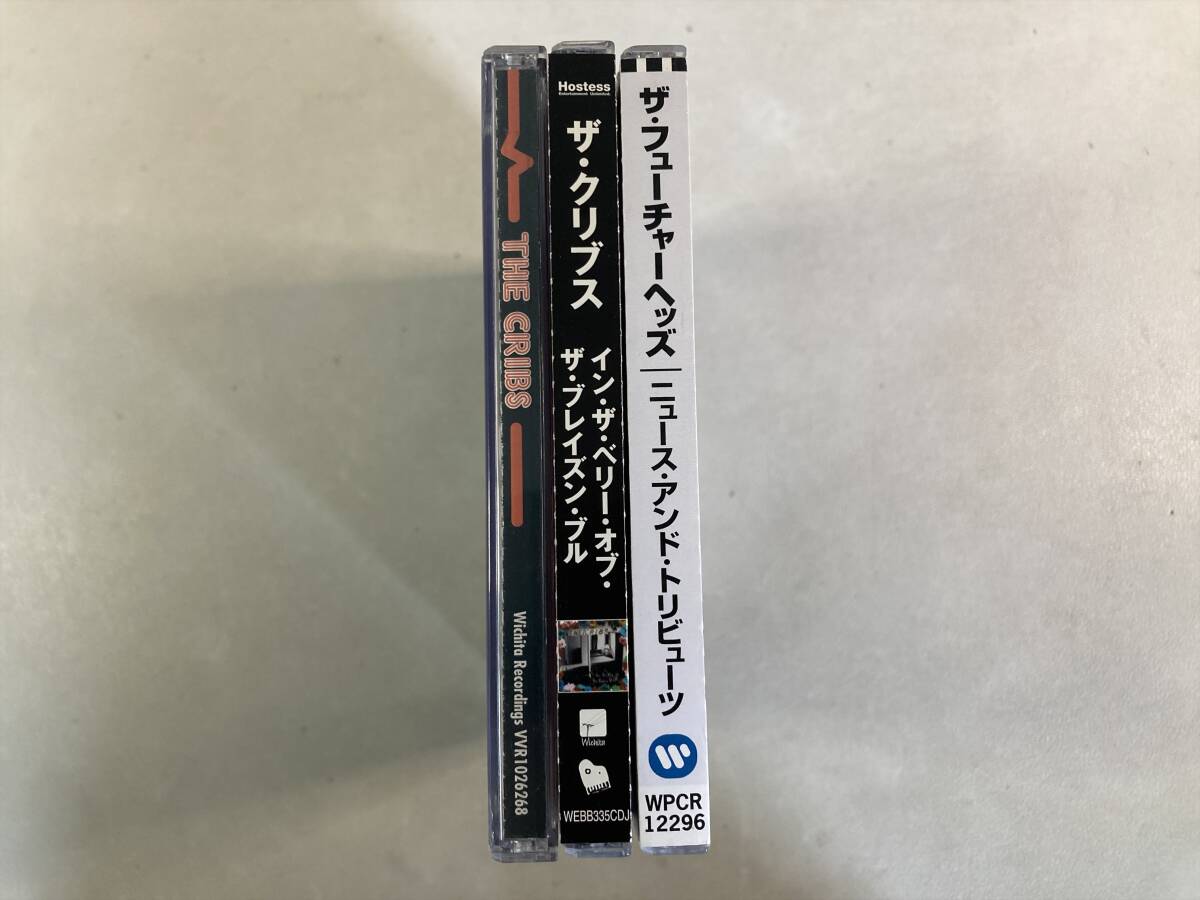 THE CRIBS
Wichita Recordings VVR1026268
Hostess
Entertainment Unlimited.
ザ・クリブス
イン・ザ・ベリー・オブ・
ザ・ブレイズン・ブル
Wichita
WEBB335CDJ
ザ・フューチャーヘッズ|ニュース・アンド・トリビューツ
WPCR
12296